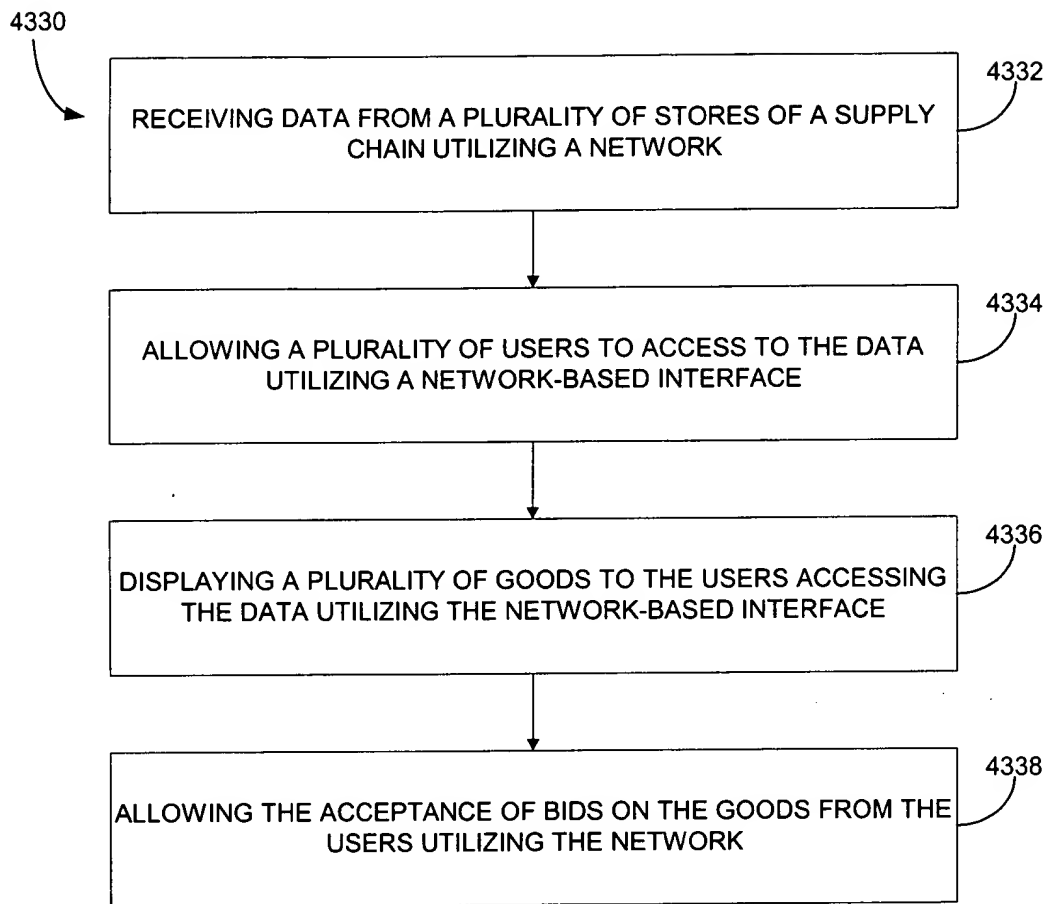 4330
4332
RECEIVING DATA FROM A PLURALITY OF STORES OF A SUPPLY
CHAIN UTILIZING A NETWORK
4334
ALLOWING A PLURALITY OF USERS TO ACCESS TO THE DATA
UTILIZING A NETWORK-BASED INTERFACE
4336
DISPLAYING A PLURALITY OF GOODS TO THE USERS ACCESSING
THE DATA UTILIZING THE NETWORK-BASED INTERFACE
4338
ALLOWING THE ACCEPTANCE OF BIDS ON THE GOODS FROM THE
USERS UTILIZING THE NETWORK